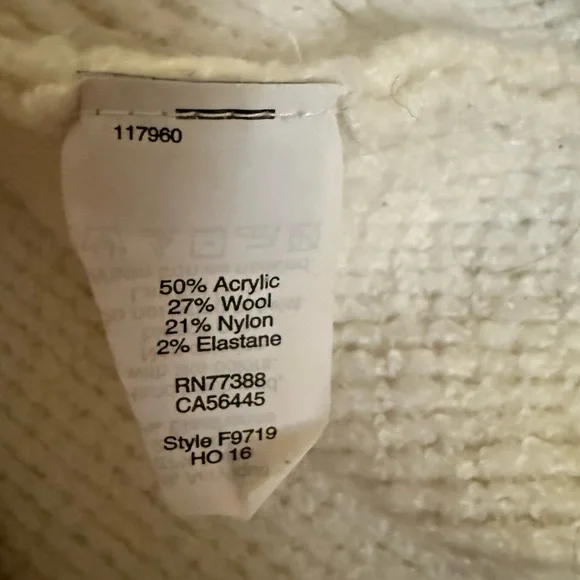 117960
50% Acrylic
27% Wool
21% Nylon
2% Elastane
RN77388
CA56445
Style F9719
HO 16